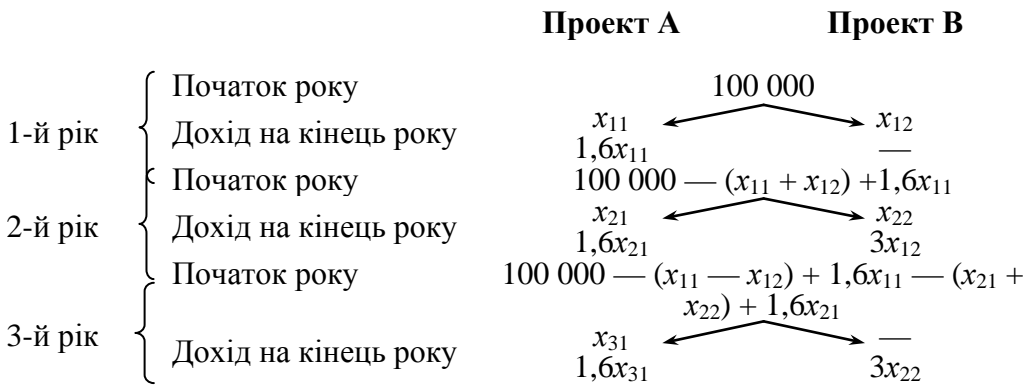 Проект А Проект В
Початок року 100 000
1-й рік Дохід на кінець року x11 x12
1,6x11 —
Початок року 100 000 — (x11 + x12) +1,6x11
2-й рік Дохід на кінець року x21 x22
1,6x21 3x12
Початок року 100 000 — (x11 — x12) + 1,6x11 — (x21 +
x22) + 1,6x21
3-й рік Дохід на кінець року x31 —
1,6x31 3x22